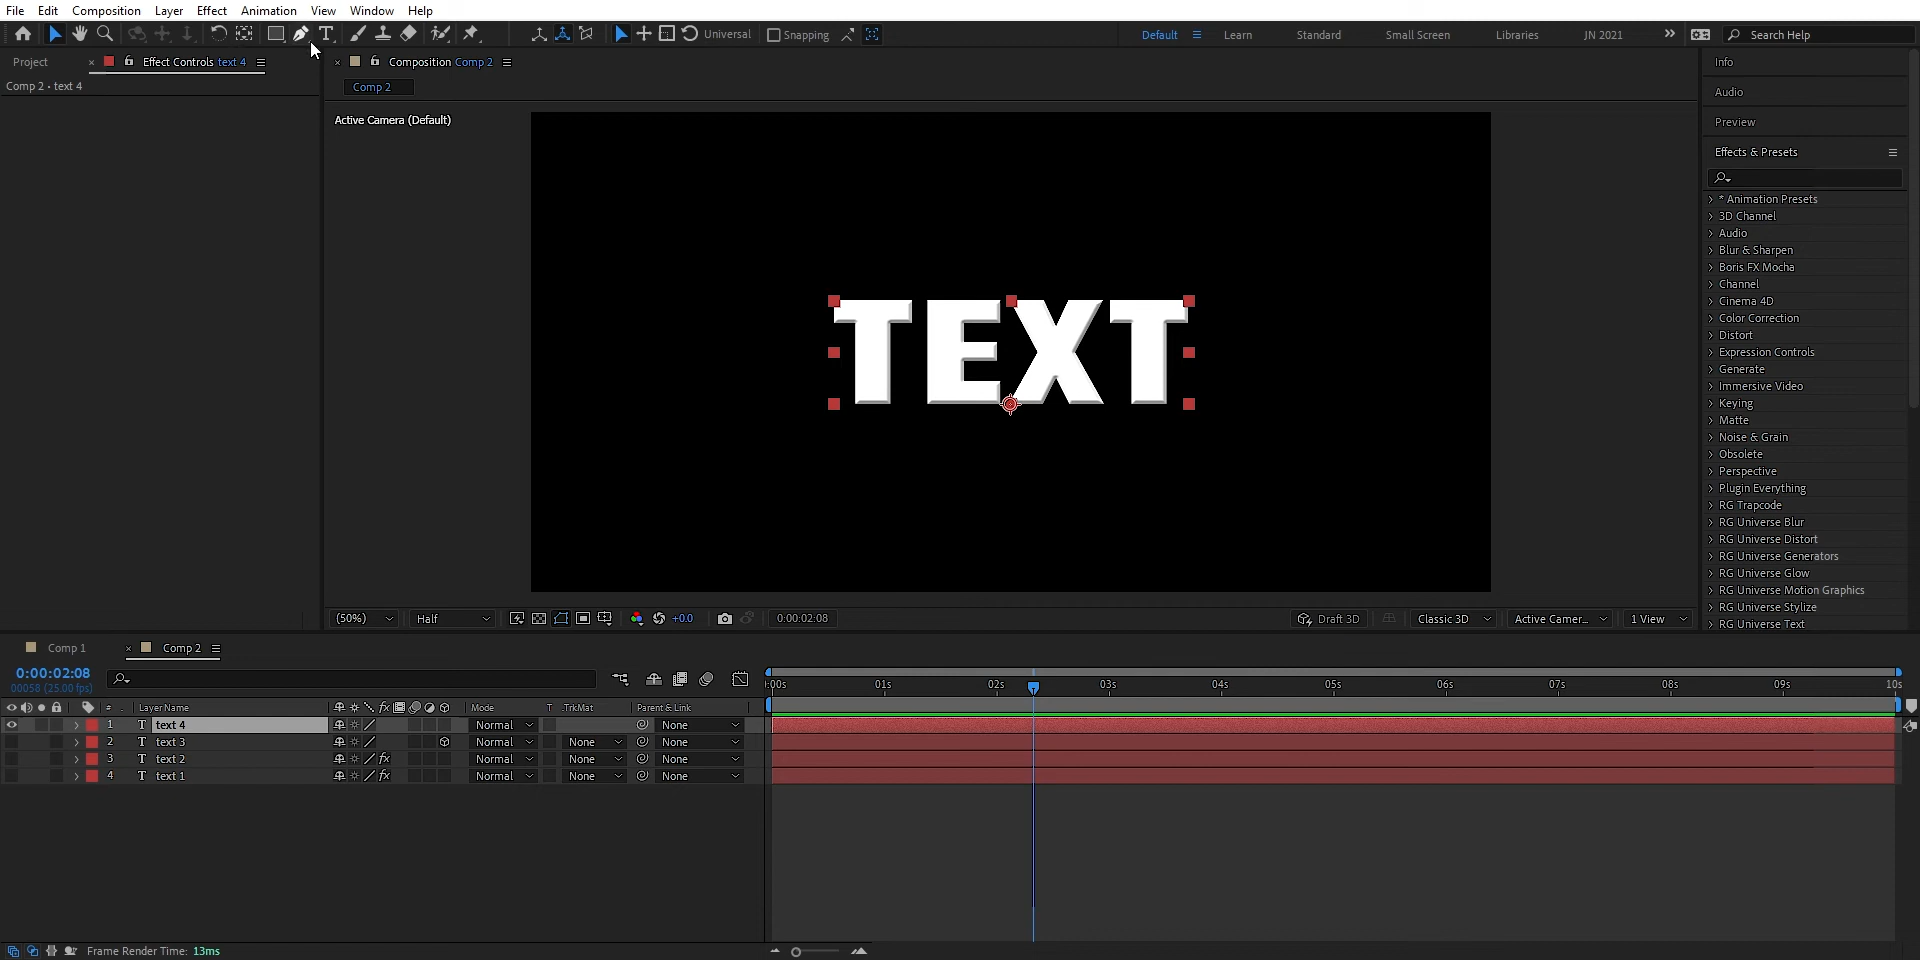 File Edit Composition Layer Effect Animation View Window Help
Universal Snapping Default Learn Standard Small Screen Libraries JN 2021 Search Help
Project Effect Controls text 4
Comp 2 • text 4
Composition Comp 2
Comp 2
Active Camera (Default)
TEXT
(50%) Half +0.0 0:00:02:08 Draft 3D Classic 3D Active Camer... 1 View
Info
Audio
Preview
Effects & Presets
* Animation Presets
3D Channel
Audio
Blur & Sharpen
Boris FX Mocha
Channel
Cinema 4D
Color Correction
Distort
Expression Controls
Generate
Immersive Video
Keying
Matte
Noise & Grain
Obsolete
Perspective
Plugin Everything
RG Trapcode
RG Universe Blur
RG Universe Distort
RG Universe Generators
RG Universe Glow
RG Universe Motion Graphics
RG Universe Stylize
RG Universe Text
Comp 1 Comp 2
0:00:02:08
00058 (25.00 fps)
:00s 01s 02s 03s 04s 05s 06s 07s 08s 09s 10s
# Layer Name fx Mode T .TrkMat Parent & Link
1 T text 4 Normal None
2 T text 3 Normal None None
3 T text 2 fx Normal None None
4 T text 1 fx Normal None None
Frame Render Time: 13ms